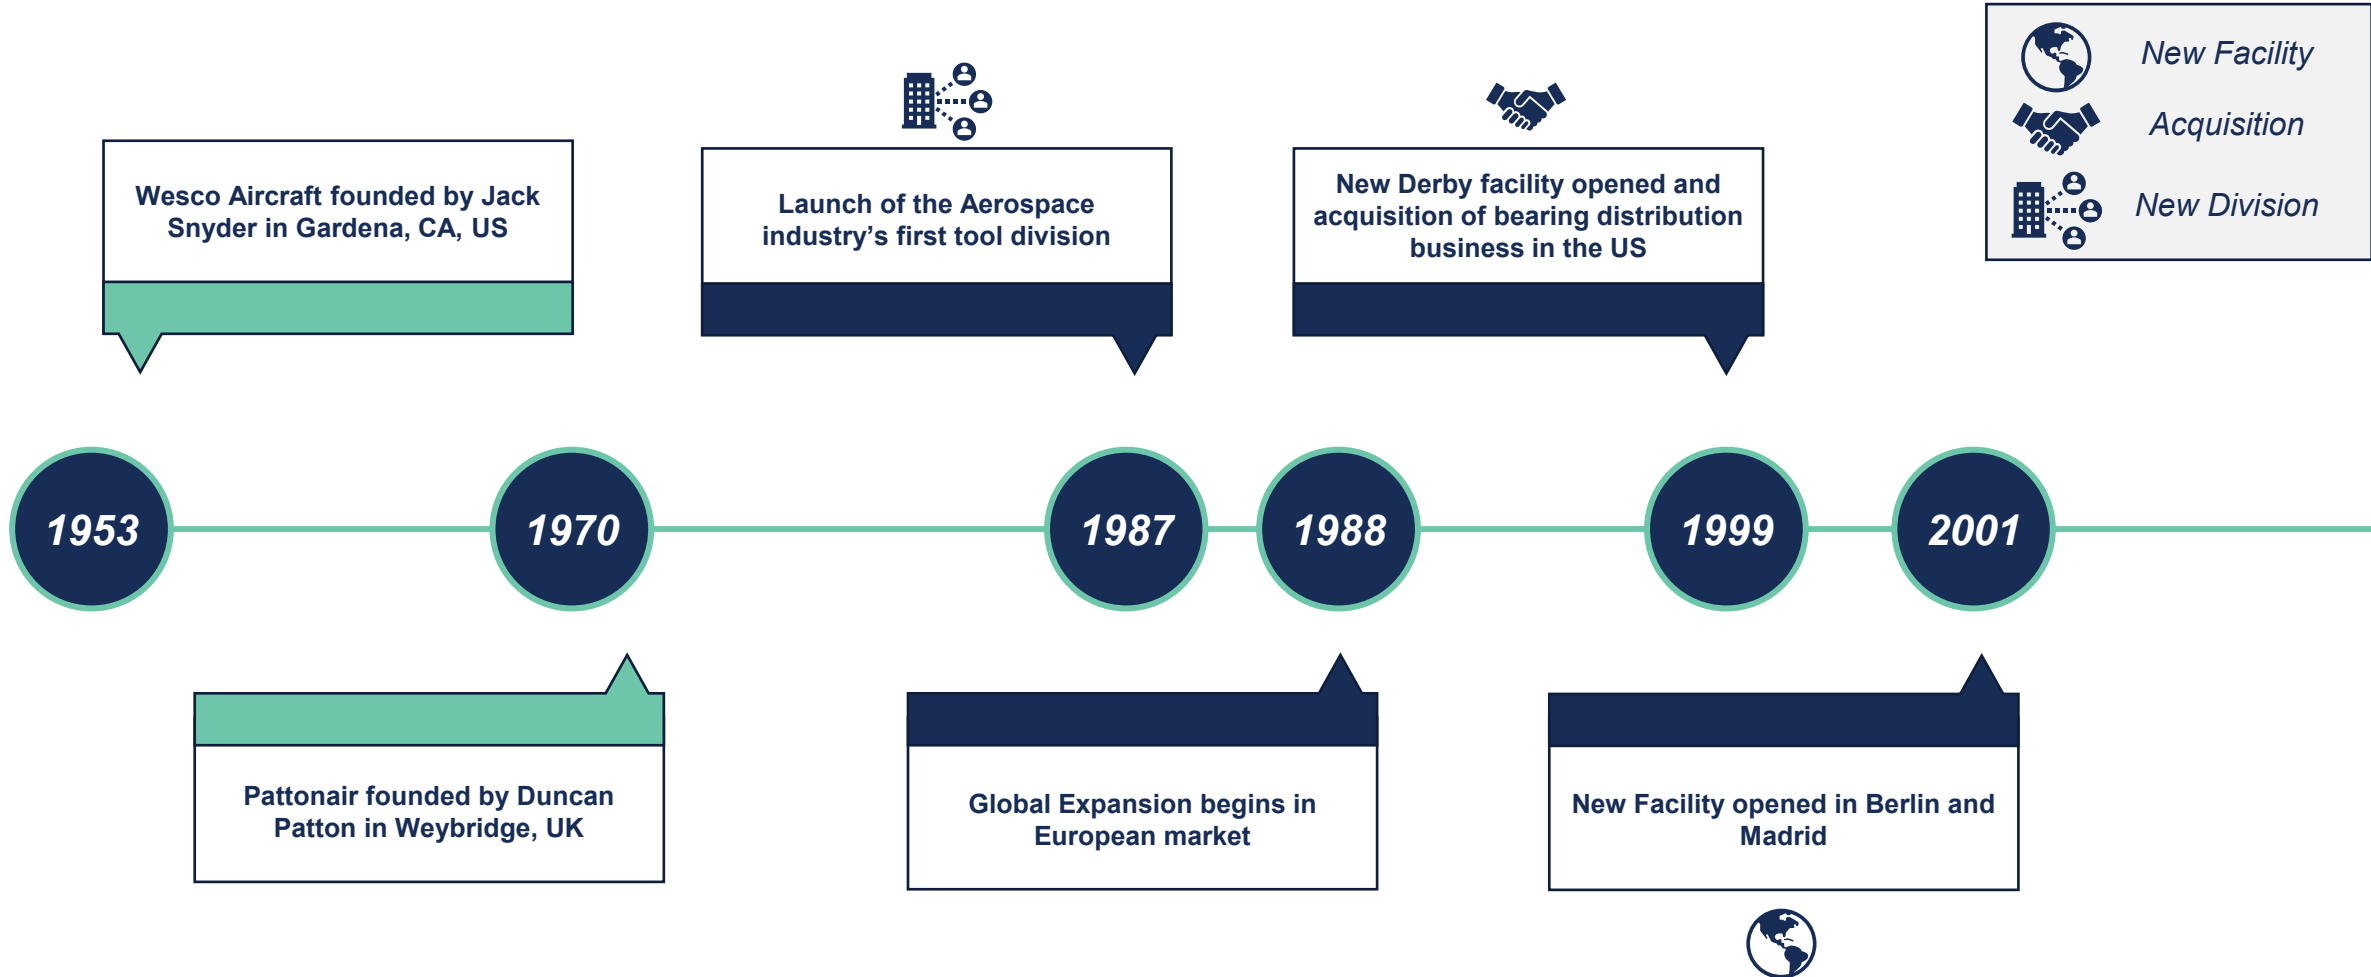 New Facility
Acquisition
New Division
Wesco Aircraft founded by Jack
Snyder in Gardena, CA, US
Launch of the Aerospace
industry’s first tool division
New Derby facility opened and
acquisition of bearing distribution
business in the US
1953
1970
1987
1988
1999
2001
Pattonair founded by Duncan
Patton in Weybridge, UK
Global Expansion begins in
European market
New Facility opened in Berlin and
Madrid